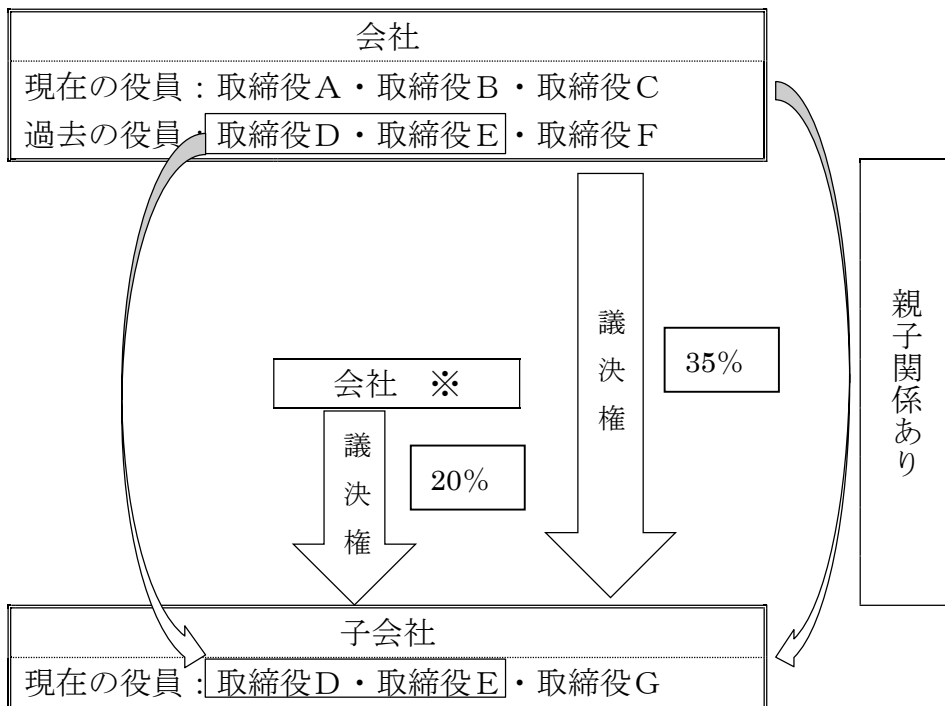 会社
現在の役員：取締役Ａ・取締役Ｂ・取締役Ｃ
過去の役員：取締役Ｄ・取締役Ｅ・取締役Ｆ
議決権
35%
親子関係あり
会社　※
議決権
20%
子会社
現在の役員：取締役Ｄ・取締役Ｅ・取締役Ｇ